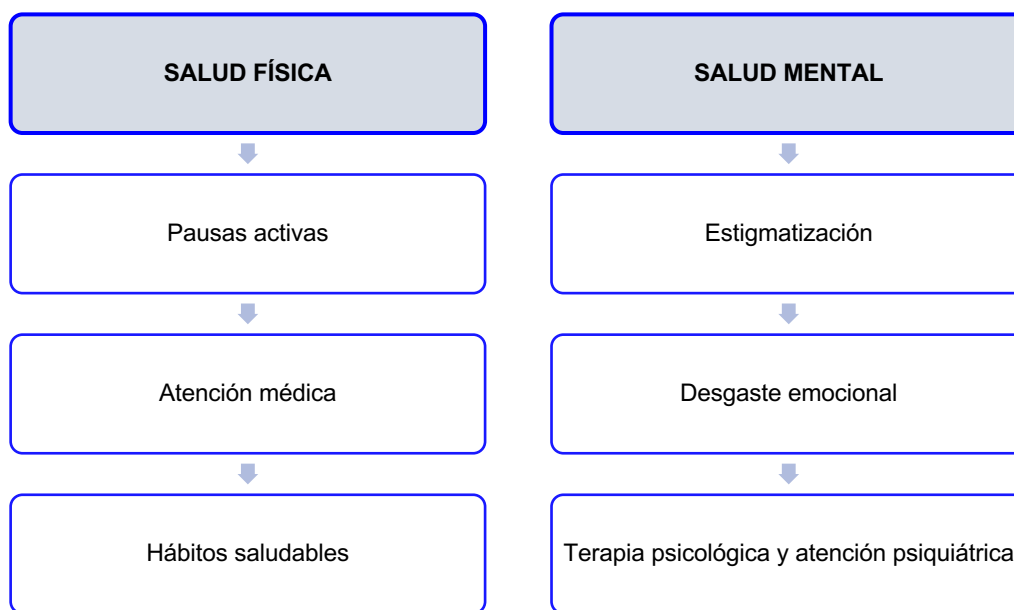 SALUD FÍSICA
Pausas activas
Atención médica
Hábitos saludables
SALUD MENTAL
Estigmatización
Desgaste emocional
Terapia psicológica y atención psiquiátrica